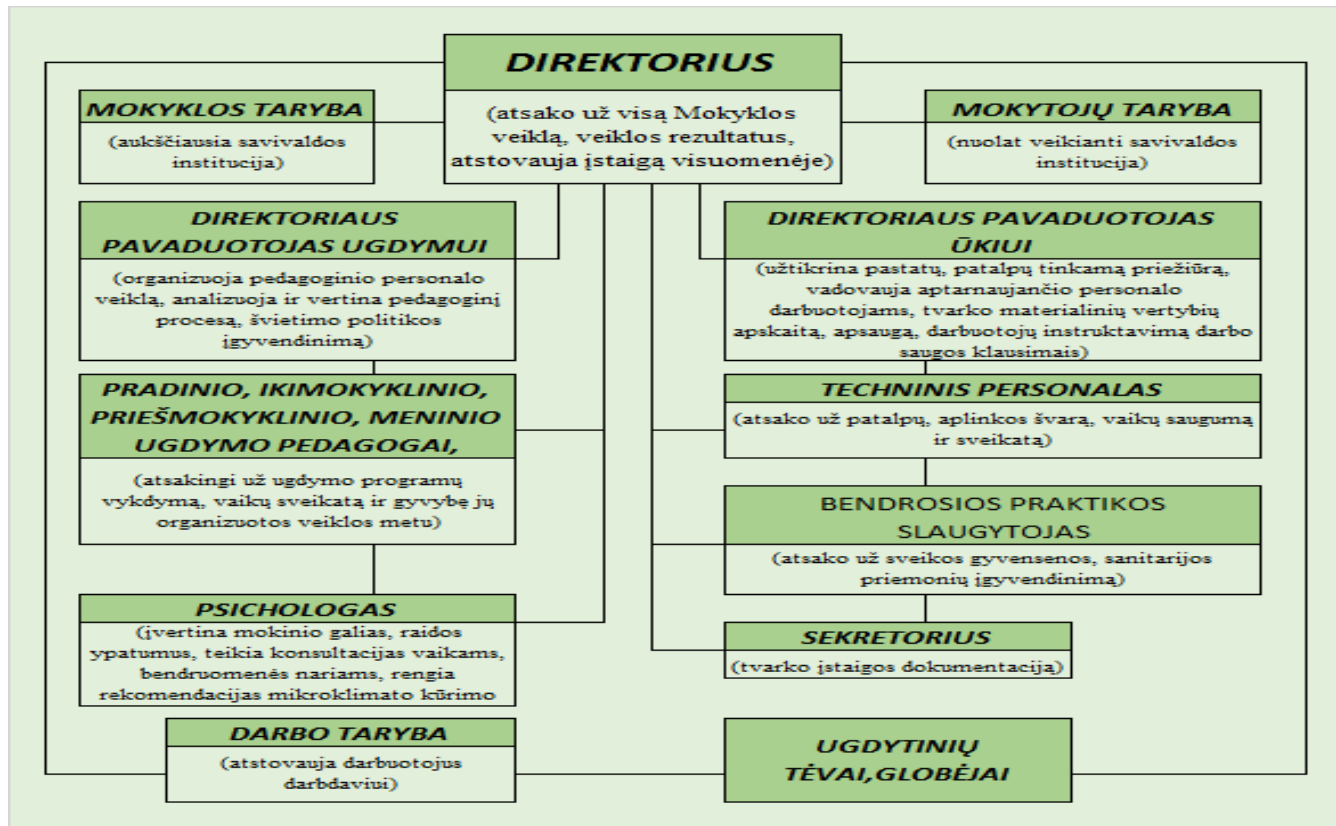 DIREKTORIUS
(atsako už visą Mokyklos
veiklą, veiklos rezultatus,
atstovauja įstaigą visuomenėje)
MOKYKLOS TARYBA
(aukščiausia savivaldos
institucija)
MOKYTOJŲ TARYBA
(nuolat veikianti savivaldos
institucija)
DIREKTORIAUS
PAVADUOTOJAS UGDYMUI
(organizuoja pedagoginio personalo
veiklą, analizuoja ir vertina pedagoginį
procesą, švietimo politikos
įgyvendinimą)
DIREKTORIAUS PAVADUOTOJAS
ŪKIUI
(užtikrina pastatų, patalpų tinkamą priežiūrą,
vadovauja aptarnaujančio personalo
darbuotojams, tvarko materialinių vertybių
apskaitą, apsaugą, darbuotojų instruktavimą darbo
saugos klausimais)
PRADINIO, IKIMOKYKLINIO,
PRIEŠMOKYKLINIO, MENINIO
UGDYMO PEDAGOGAI,
(atsakingi už ugdymo programų
vykdymą, vaikų sveikatą ir gyvybę jų
organizuotos veiklos metu)
TECHNINIS PERSONALAS
(atsako už patalpų, aplinkos švarą, vaikų saugumą
ir sveikatą)
BENDROSIOS PRAKTIKOS
SLAUGYTOJAS
(atsako už sveikos gyvensenos, sanitarijos
priemonių įgyvendinimą)
PSICHOLOGAS
(įvertina mokinio galias, raidos
ypatumus, teikia konsultacijas vaikams,
bendruomenės nariams, rengia
rekomendacijas mikroklimato kūrimo
SEKRETORIUS
(tvarko įstaigos dokumentaciją)
DARBO TARYBA
(atstovauja darbuotojus
darbdaviui)
UGDYTINIŲ
TĖVAI,GLOBĖJAI